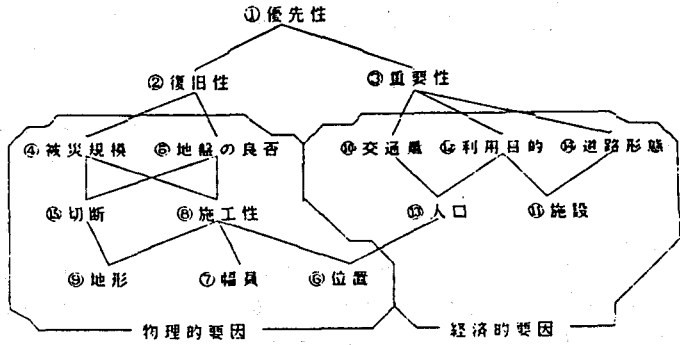 ①優先性
②復旧性 ③重要性
④被災規模 ⑤地盤の良否 ⑩交通量 ⑫利用目的 ⑭道路形態
⑮切断 ⑧施工性 ⑬人口 ⑪施設
⑨地形 ⑦幅員 ⑥位置
物理的要因 経済的要因